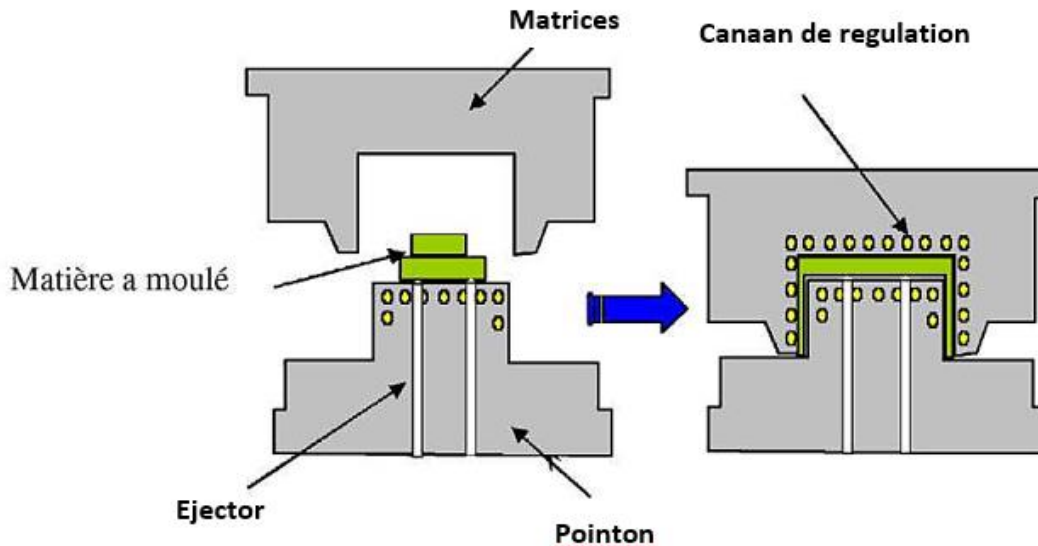 Matrices
Canaan de regulation
Matière a moulé
Ejector
Pointon